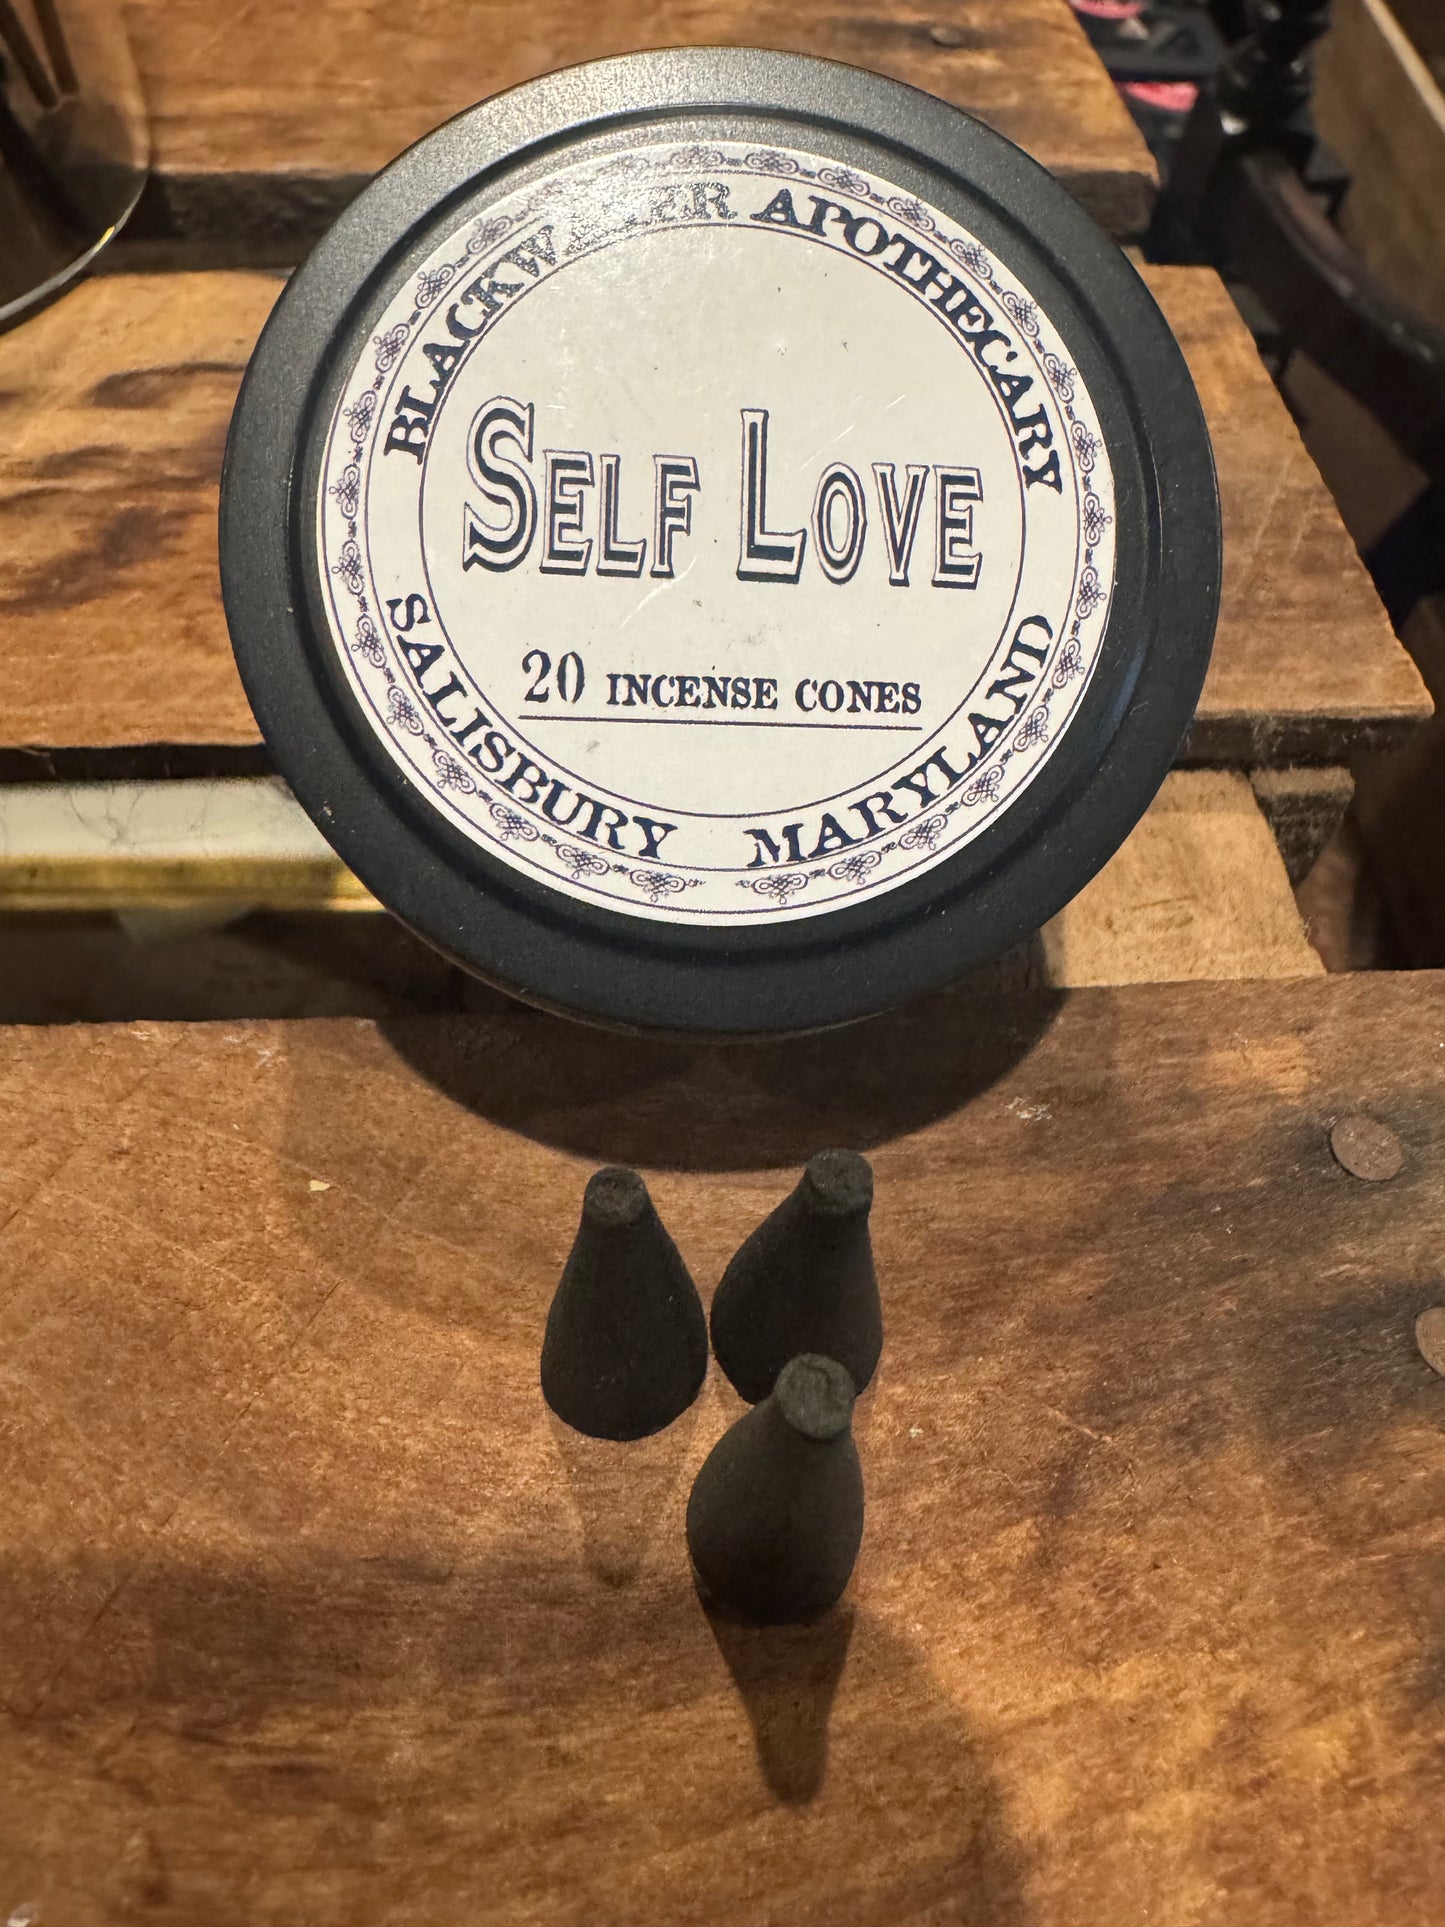 BLACKWATER APOTHECARY
SELF LOVE
20 INCENSE CONES
SALISBURY MARYLAND